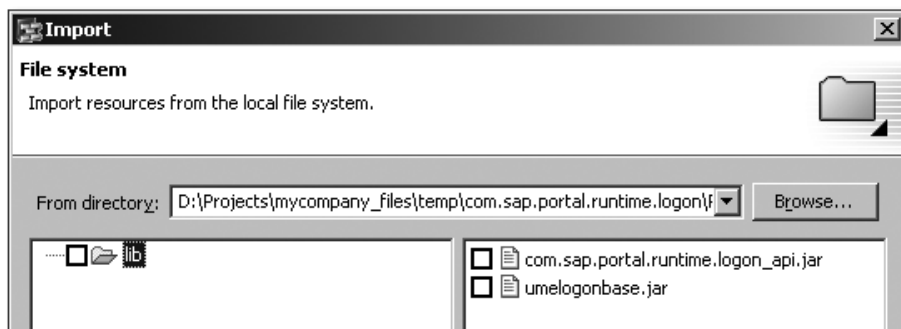 Import
File system
Import resources from the local file system.
From directory: D:\Projects\mycompany_files\temp\com.sap.portal.runtime.logon\ Browse...
lib
com.sap.portal.runtime.logon_api.jar
umelogonbase.jar